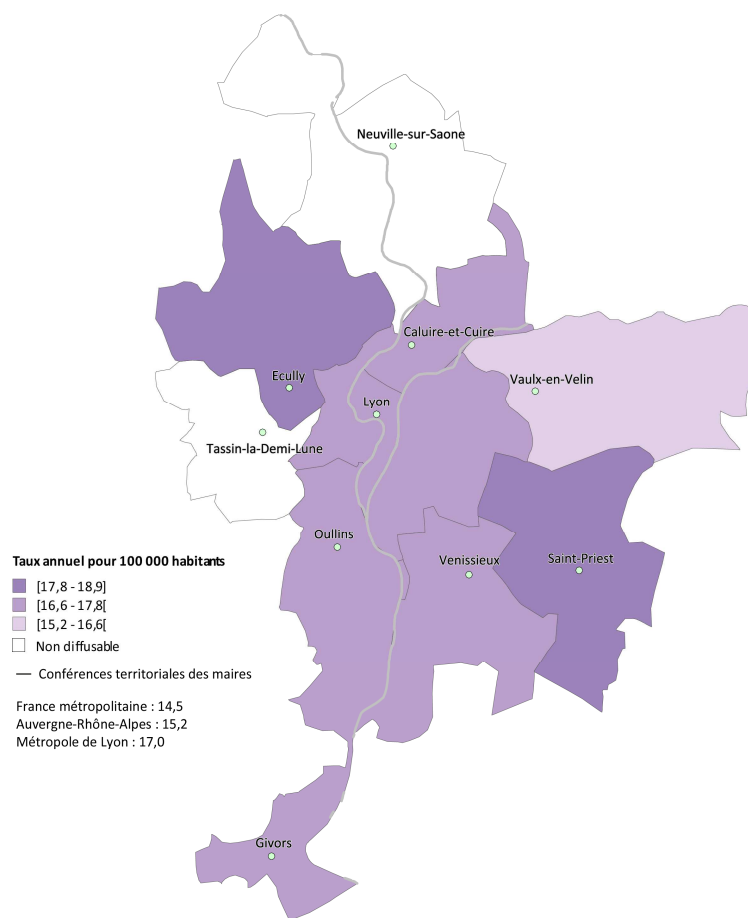 Neuville-sur-Saone
Caluire-et-Cuire
Ecully
Vaulx-en-Velin
Lyon
Tassin-la-Demi-Lune
Oullins
Venissieux
Saint-Priest
Givors
Taux annuel pour 100 000 habitants
[17,8 - 18,9]
[16,6 - 17,8[
[15,2 - 16,6[
Non diffusable
Conférences territoriales des maires
France métropolitaine : 14,5
Auvergne-Rhône-Alpes : 15,2
Métropole de Lyon : 17,0